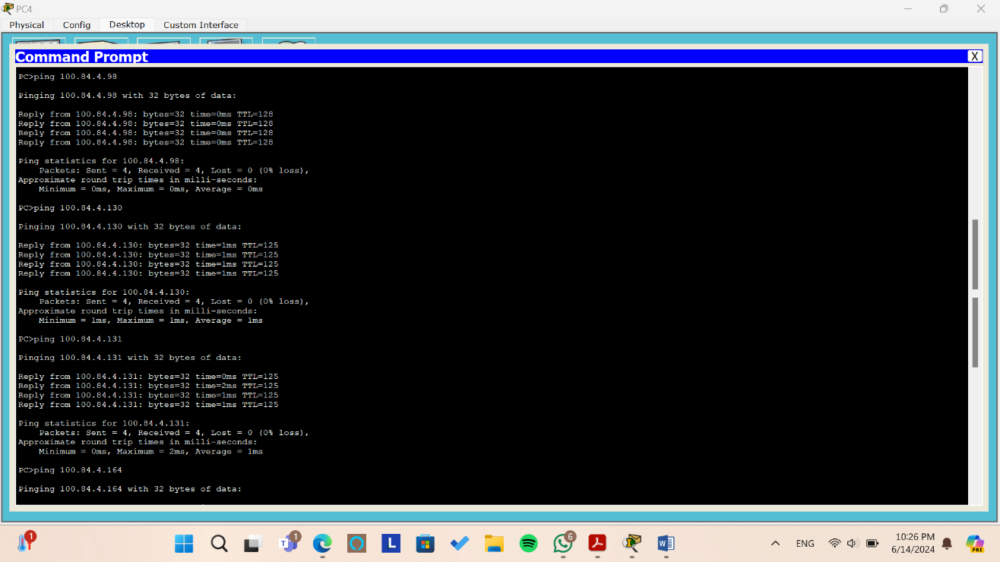 PC4
Physical Config Desktop Custom Interface
Command Prompt X
PC>ping 100.84.4.98
Pinging 100.84.4.98 with 32 bytes of data:
Reply from 100.84.4.98: bytes=32 time=0ms TTL=128
Reply from 100.84.4.98: bytes=32 time=0ms TTL=128
Reply from 100.84.4.98: bytes=32 time=0ms TTL=128
Reply from 100.84.4.98: bytes=32 time=0ms TTL=128
Ping statistics for 100.84.4.98:
Packets: Sent = 4, Received = 4, Lost = 0 (0% loss),
Approximate round trip times in milli-seconds:
Minimum = 0ms, Maximum = 0ms, Average = 0ms
PC>ping 100.84.4.130
Pinging 100.84.4.130 with 32 bytes of data:
Reply from 100.84.4.130: bytes=32 time=1ms TTL=125
Reply from 100.84.4.130: bytes=32 time=1ms TTL=125
Reply from 100.84.4.130: bytes=32 time=1ms TTL=125
Reply from 100.84.4.130: bytes=32 time=1ms TTL=125
Ping statistics for 100.84.4.130:
Packets: Sent = 4, Received = 4, Lost = 0 (0% loss),
Approximate round trip times in milli-seconds:
Minimum = 1ms, Maximum = 1ms, Average = 1ms
PC>ping 100.84.4.131
Pinging 100.84.4.131 with 32 bytes of data:
Reply from 100.84.4.131: bytes=32 time=0ms TTL=125
Reply from 100.84.4.131: bytes=32 time=2ms TTL=125
Reply from 100.84.4.131: bytes=32 time=1ms TTL=125
Reply from 100.84.4.131: bytes=32 time=1ms TTL=125
Ping statistics for 100.84.4.131:
Packets: Sent = 4, Received = 4, Lost = 0 (0% loss),
Approximate round trip times in milli-seconds:
Minimum = 0ms, Maximum = 2ms, Average = 1ms
PC>ping 100.84.4.164
Pinging 100.84.4.164 with 32 bytes of data:
1 T 1 L 6 W ENG 10:26 PM PRE
6/14/2024